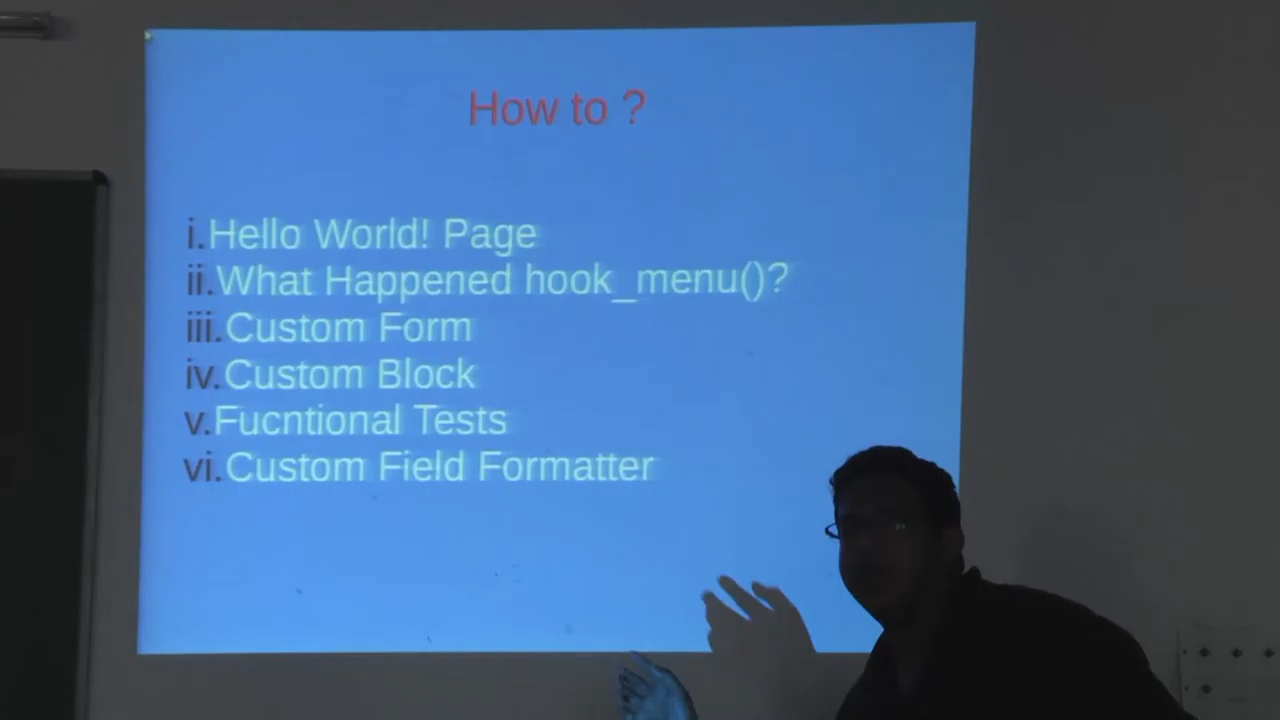 How to ?
i.Hello World! Page
ii.What Happened hook_menu()?
iii.Custom Form
iv.Custom Block
v.Fucntional Tests
vi.Custom Field Formatter